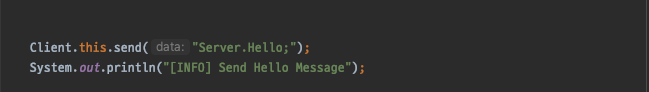 Client.this.send( data: "Server.Hello;");
System.out.println("[INFO] Send Hello Message");